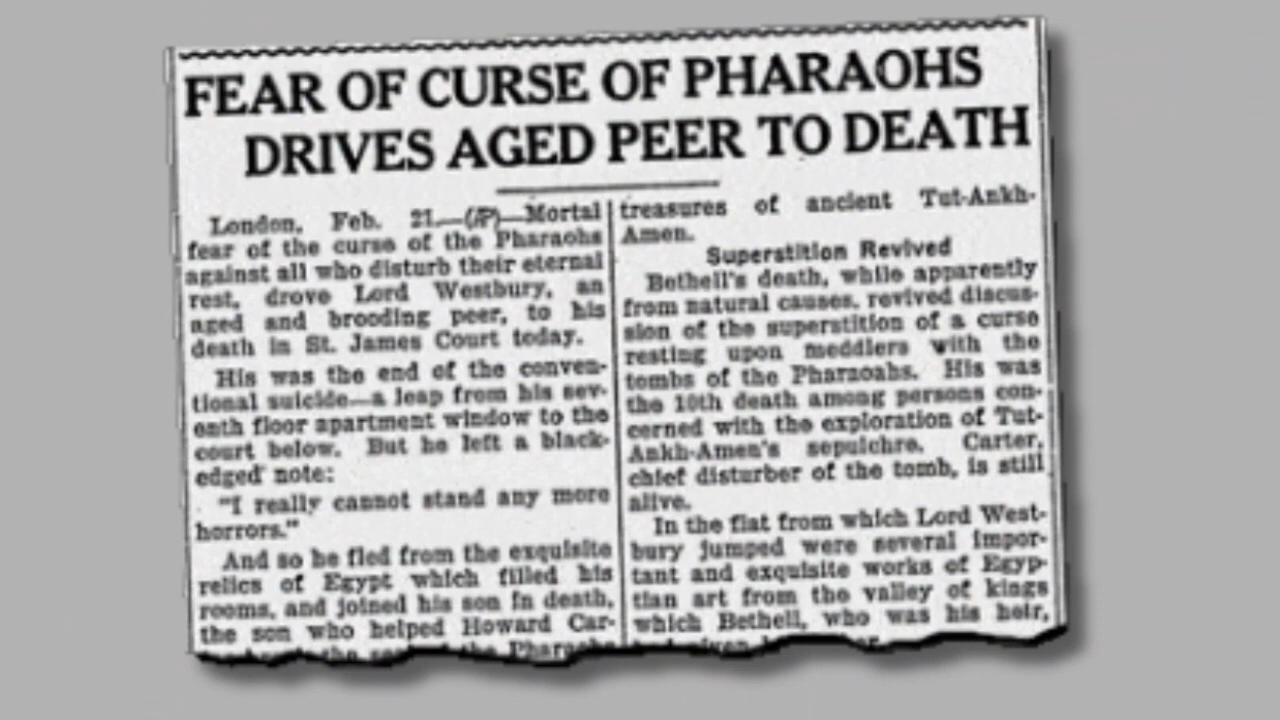 FEAR OF CURSE OF PHARAOHS
DRIVES AGED PEER TO DEATH
London, Feb. 21.—(AP)—Mortal
fear of the curse of the Pharaohs
against all who disturb their eternal
rest, drove Lord Westbury, an
aged and brooding peer, to his
death in St. James Court today.
His was the end of the conven-
tional suicide—a leap from his sev-
enth floor apartment window to the
court below. But he left a black-
edged note:
"I really cannot stand any more
horrors."
And so he fled from the exquisite
relics of Egypt which filled his
rooms, and joined his son in death,
the son who helped Howard Car-
the Pharaohs
treasures of ancient Tut-Ankh-
Amen.
Superstition Revived
Bethell's death, while apparently
from natural causes, revived discus-
sion of the superstition of a curse
resting upon meddlers with the
tombs of the Pharaoahs. His was
the 10th death among persons con-
cerned with the exploration of Tut-
Ankh-Amen's sepulchre. Carter,
chief disturber of the tomb, is still
alive.
In the flat from which Lord West-
bury jumped were several impor-
tant and exquisite works of Egyp-
tian art from the valley of kings
which Bethell, who was his heir,